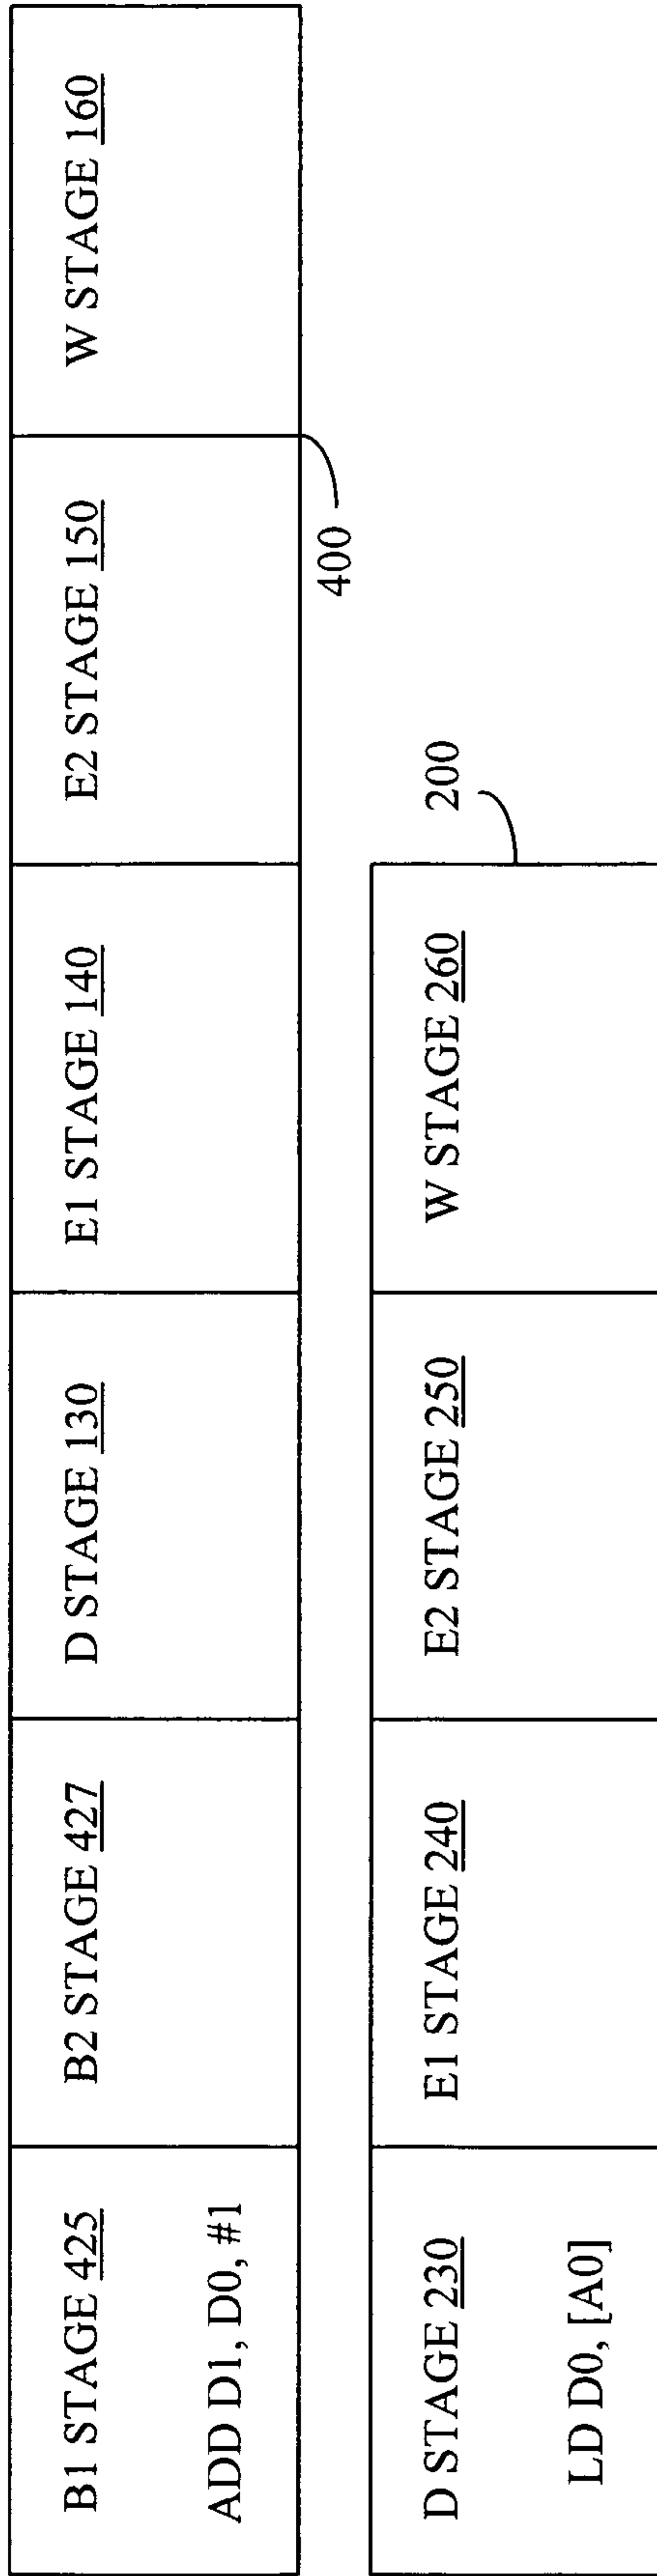 B1 STAGE 425
ADD D1, D0, #1
B2 STAGE 427
D STAGE 130
E1 STAGE 140
E2 STAGE 150
W STAGE 160
400
D STAGE 230
LD D0, [A0]
E1 STAGE 240
E2 STAGE 250
W STAGE 260
200